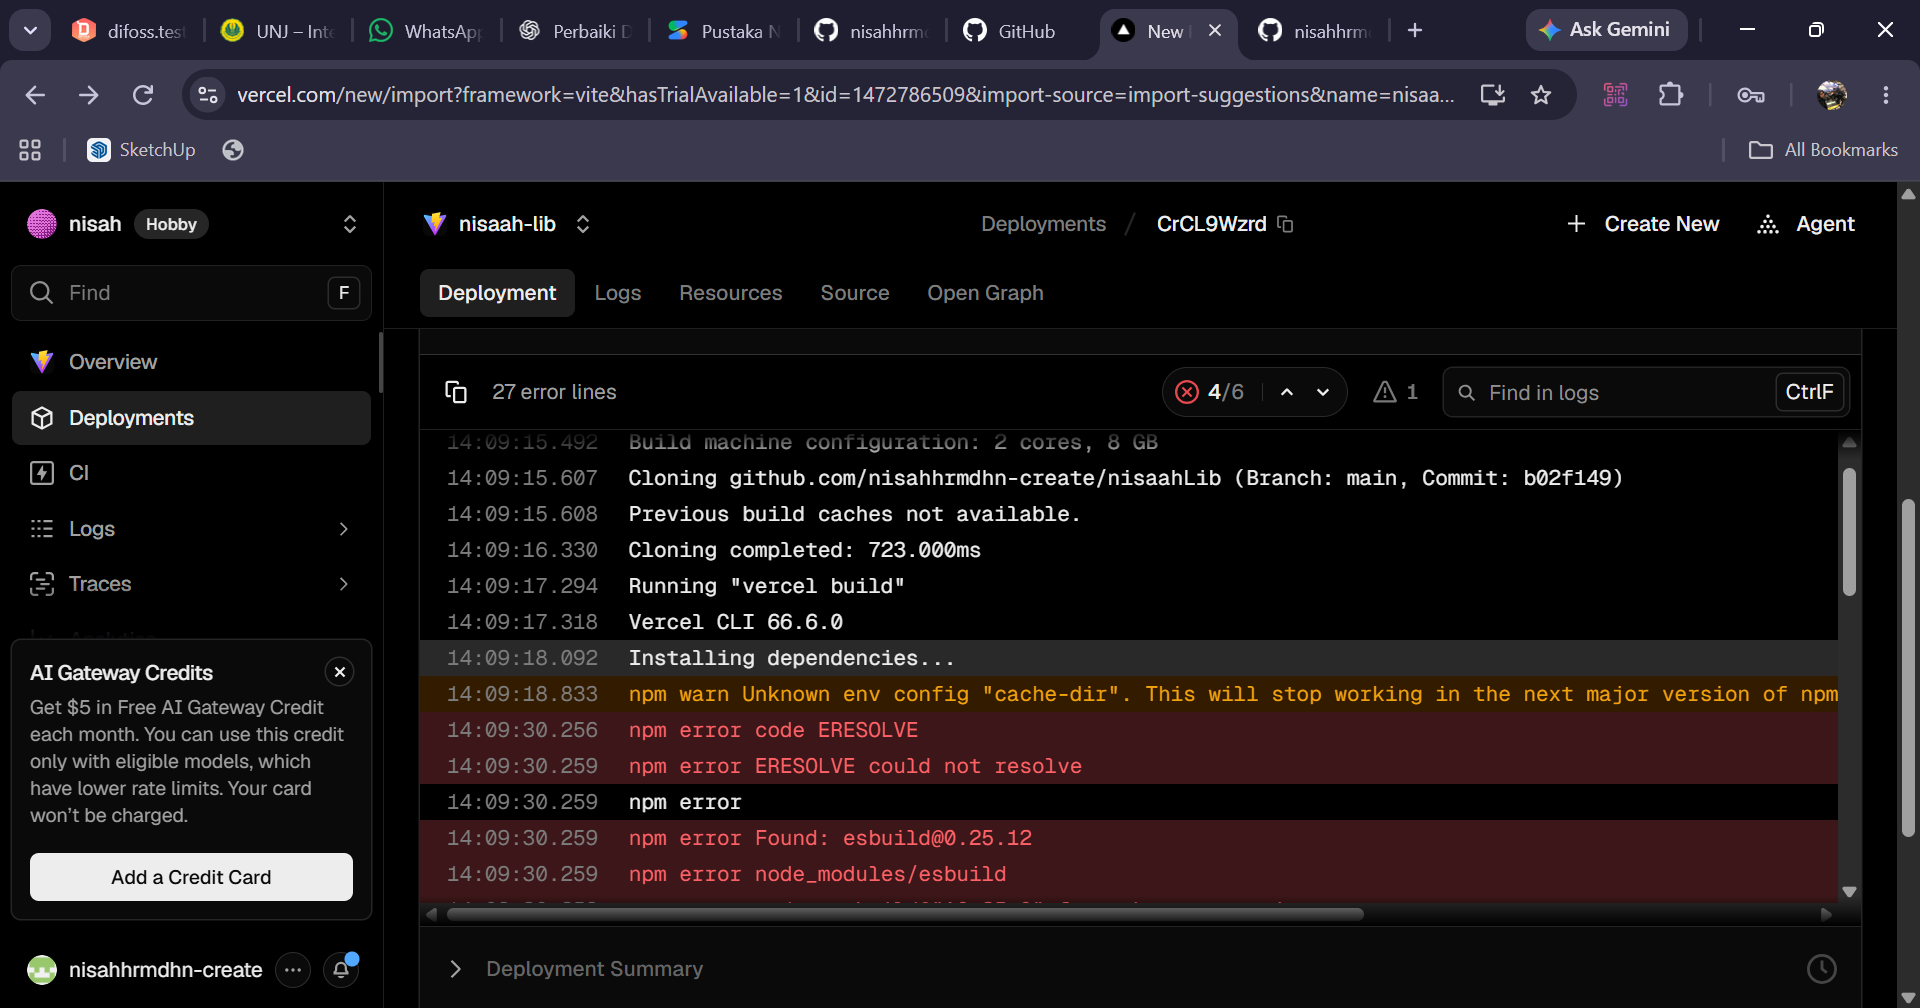 difoss.test
UNJ – Inte
WhatsApp
Perbaiki D
Pustaka N
nisahhrm
GitHub
New
nisahhrm
Ask Gemini
vercel.com/new/import?framework=vite&hasTrialAvailable=1&id=1472786509&import-source=import-suggestions&name=nisaa...
SketchUp
All Bookmarks
nisah
Hobby
nisaah-lib
Deployments / CrCL9Wzrd
Create New
Agent
Find
F
Deployment
Logs
Resources
Source
Open Graph
Overview
Deployments
CI
Logs
Traces
27 error lines
4/6
1
Find in logs
CtrlF
14:09:15.492 Build machine configuration: 2 cores, 8 GB
14:09:15.607 Cloning github.com/nisahhrmdhn-create/nisaahLib (Branch: main, Commit: b02f149)
14:09:15.608 Previous build caches not available.
14:09:16.330 Cloning completed: 723.000ms
14:09:17.294 Running "vercel build"
14:09:17.318 Vercel CLI 66.6.0
14:09:18.092 Installing dependencies...
14:09:18.833 npm warn Unknown env config "cache-dir". This will stop working in the next major version of npm
14:09:30.256 npm error code ERESOLVE
14:09:30.259 npm error ERESOLVE could not resolve
14:09:30.259 npm error
14:09:30.259 npm error Found: esbuild@0.25.12
14:09:30.259 npm error node_modules/esbuild
AI Gateway Credits
Get $5 in Free AI Gateway Credit
each month. You can use this credit
only with eligible models, which
have lower rate limits. Your card
won't be charged.
Add a Credit Card
nisahhrmdhn-create
Deployment Summary